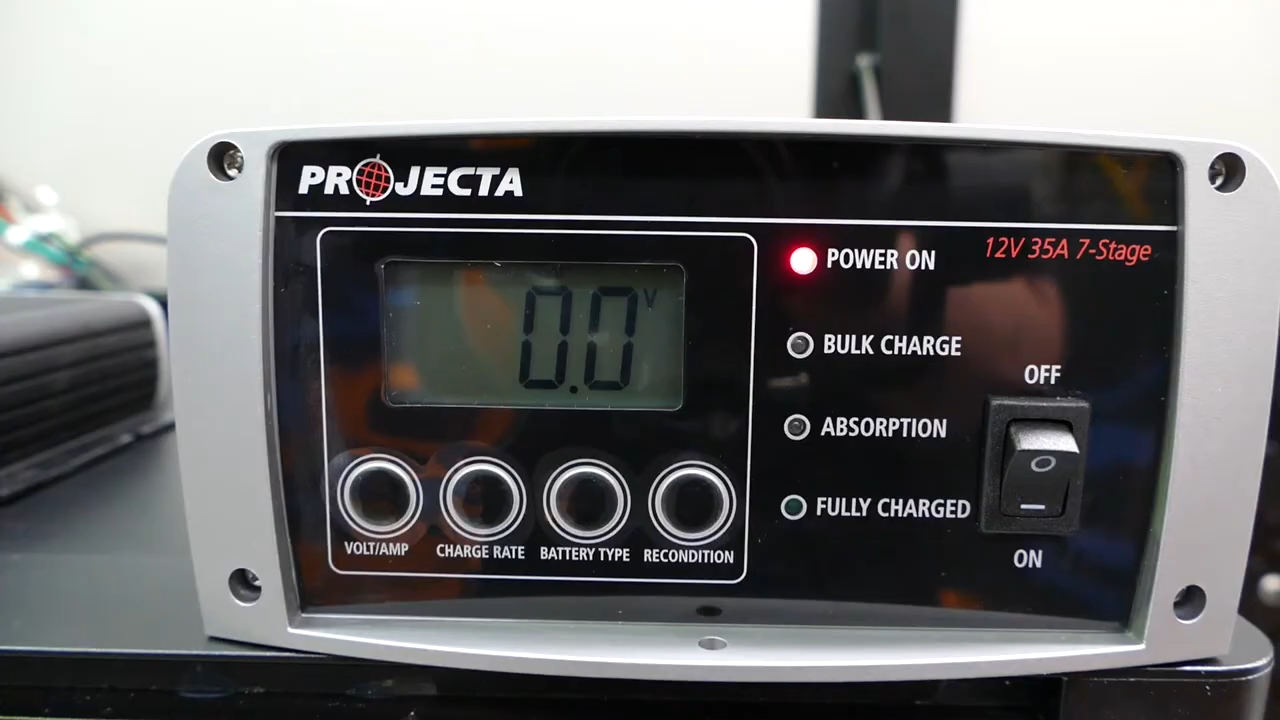 PROJECTA
12V 35A 7-Stage
0.0 V
POWER ON
BULK CHARGE
ABSORPTION
FULLY CHARGED
OFF
ON
VOLT/AMP
CHARGE RATE
BATTERY TYPE
RECONDITION